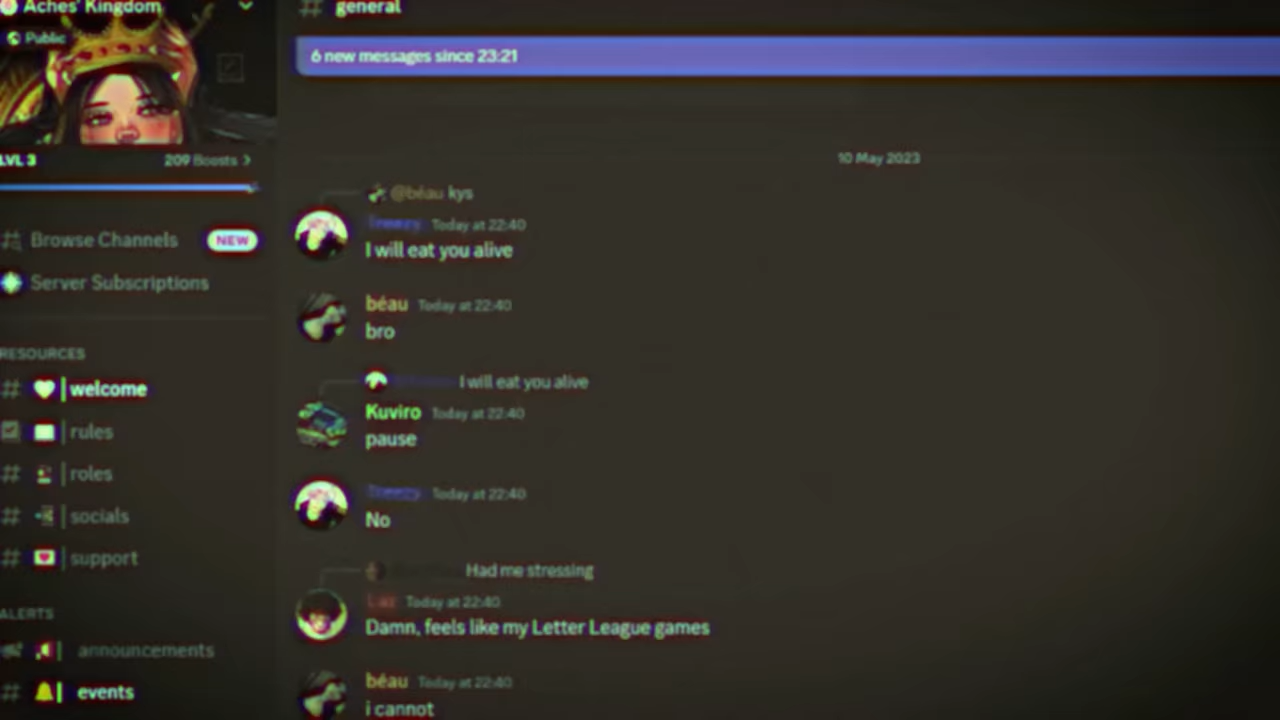 Aches' Kingdom
Public
LVL 3
209 Boosts
Browse Channels
NEW
Server Subscriptions
RESOURCES
welcome
rules
roles
socials
support
ALERTS
announcements
events
general
6 new messages since 23:21
10 May 2023
@béau kys
Today at 22:40
I will eat you alive
béau Today at 22:40
bro
I will eat you alive
Kuviro Today at 22:40
pause
Today at 22:40
No
Had me stressing
Today at 22:40
Damn, feels like my Letter League games
béau Today at 22:40
i cannot